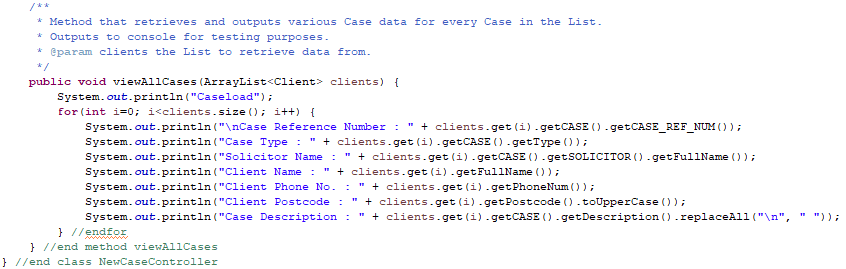 /**
 * Method that retrieves and outputs various Case data for every Case in the List.
 * Outputs to console for testing purposes.
 * @param clients the List to retrieve data from.
 */
public void viewAllCases(ArrayList<Client> clients) {
    System.out.println("Caseload");
    for(int i=0; i<clients.size(); i++) {
        System.out.println("\nCase Reference Number : " + clients.get(i).getCASE().getCASE_REF_NUM());
        System.out.println("Case Type : " + clients.get(i).getCASE().getType());
        System.out.println("Solicitor Name : " + clients.get(i).getCASE().getSOLICITOR().getFullName());
        System.out.println("Client Name : " + clients.get(i).getFullName());
        System.out.println("Client Phone No. : " + clients.get(i).getPhoneNum());
        System.out.println("Client Postcode : " + clients.get(i).getPostcode().toUpperCase());
        System.out.println("Case Description : " + clients.get(i).getCASE().getDescription().replaceAll("\n", " "));
    } //endfor
} //end method viewAllCases
} //end class NewCaseController